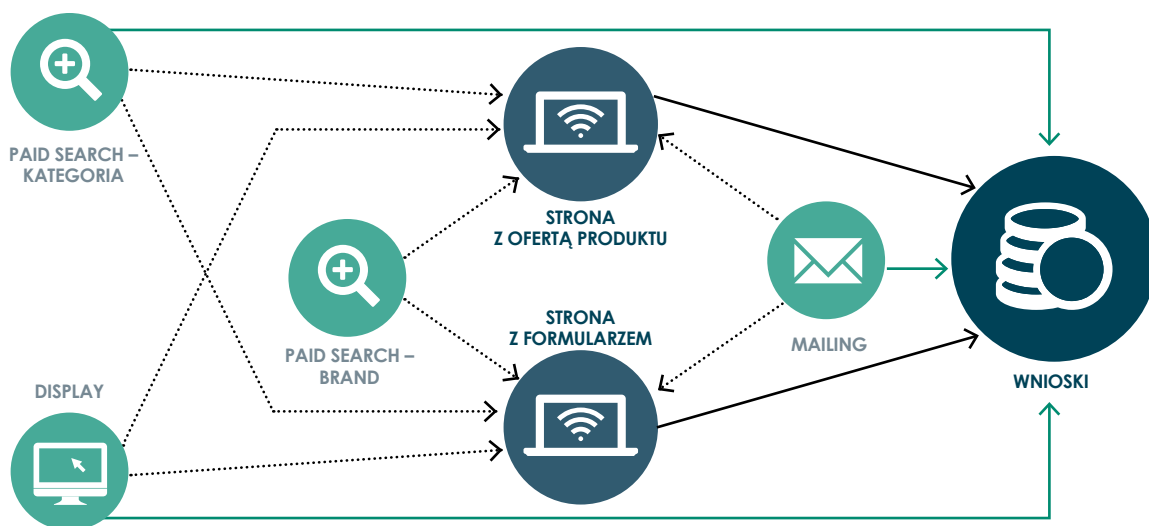 PAID SEARCH –
KATEGORIA
STRONA
Z OFERTĄ PRODUKTU
STRONA
Z FORMULARZEM
PAID SEARCH –
BRAND
MAILING
WNIOSKI
DISPLAY